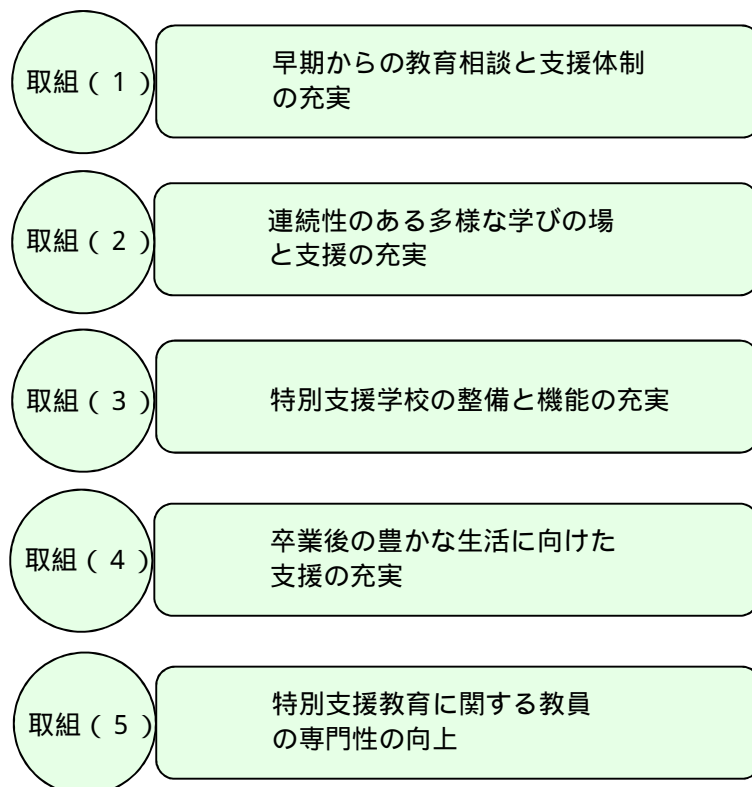 取組(1)
早期からの教育相談と支援体制
の充実
取組(2)
連続性のある多様な学びの場
と支援の充実
取組(3)
特別支援学校の整備と機能の充実
取組(4)
卒業後の豊かな生活に向けた
支援の充実
取組(5)
特別支援教育に関する教員
の専門性の向上